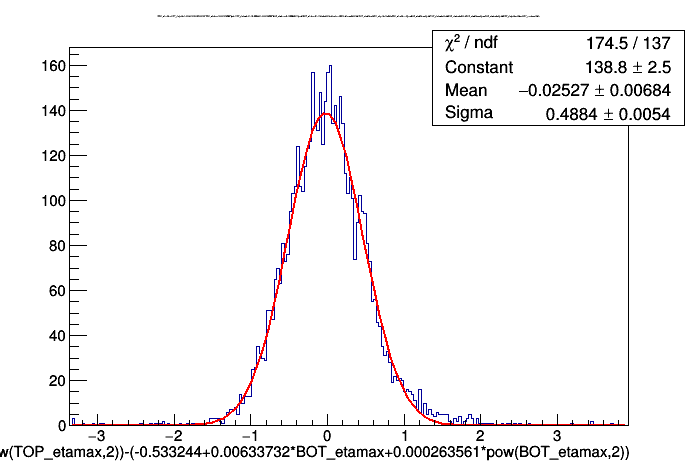 χ² / ndf 174.5 / 137
Constant 138.8 ± 2.5
Mean −0.02527 ± 0.00684
Sigma 0.4884 ± 0.0054
160
140
120
100
80
60
40
20
0
−3 −2 −1 0 1 2 3
w(TOP_etamax,2))-(-0.533244+0.00633732*BOT_etamax+0.000263561*pow(BOT_etamax,2))